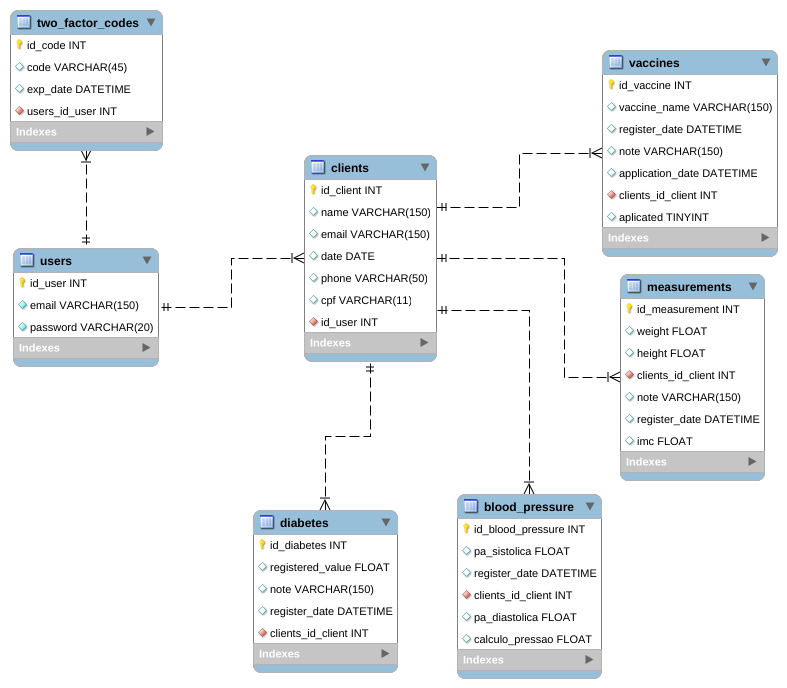 two_factor_codes
id_code INT
code VARCHAR(45)
exp_date DATETIME
users_id_user INT
Indexes
users
id_user INT
email VARCHAR(150)
password VARCHAR(20)
Indexes
clients
id_client INT
name VARCHAR(150)
email VARCHAR(150)
date DATE
phone VARCHAR(50)
cpf VARCHAR(11)
id_user INT
Indexes
vaccines
id_vaccine INT
vaccine_name VARCHAR(150)
register_date DATETIME
note VARCHAR(150)
application_date DATETIME
clients_id_client INT
aplicated TINYINT
Indexes
measurements
id_measurement INT
weight FLOAT
height FLOAT
clients_id_client INT
note VARCHAR(150)
register_date DATETIME
imc FLOAT
Indexes
diabetes
id_diabetes INT
registered_value FLOAT
note VARCHAR(150)
register_date DATETIME
clients_id_client INT
Indexes
blood_pressure
id_blood_pressure INT
pa_sistolica FLOAT
register_date DATETIME
clients_id_client INT
pa_diastolica FLOAT
calculo_pressao FLOAT
Indexes